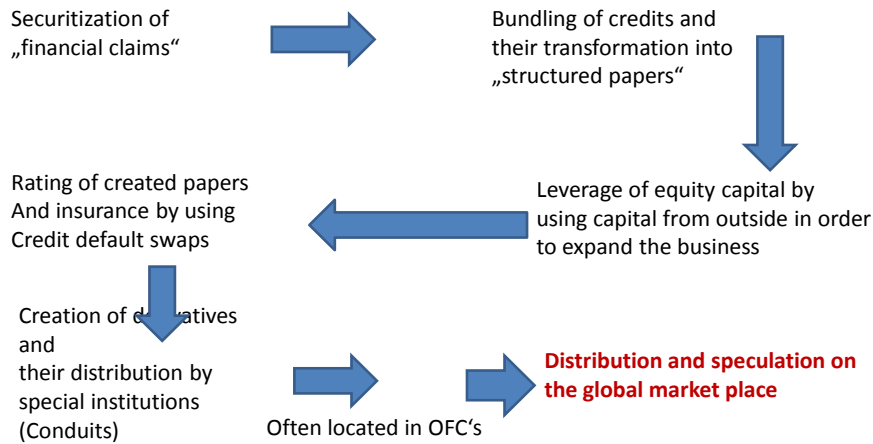 Securitization of
„financial claims“
Bundling of credits and
their transformation into
„structured papers“
Leverage of equity capital by
using capital from outside in order
to expand the business
Rating of created papers
And insurance by using
Credit default swaps
Creation of derivatives
and
their distribution by
special institutions
(Conduits)
Often located in OFC‘s
Distribution and speculation on
the global market place